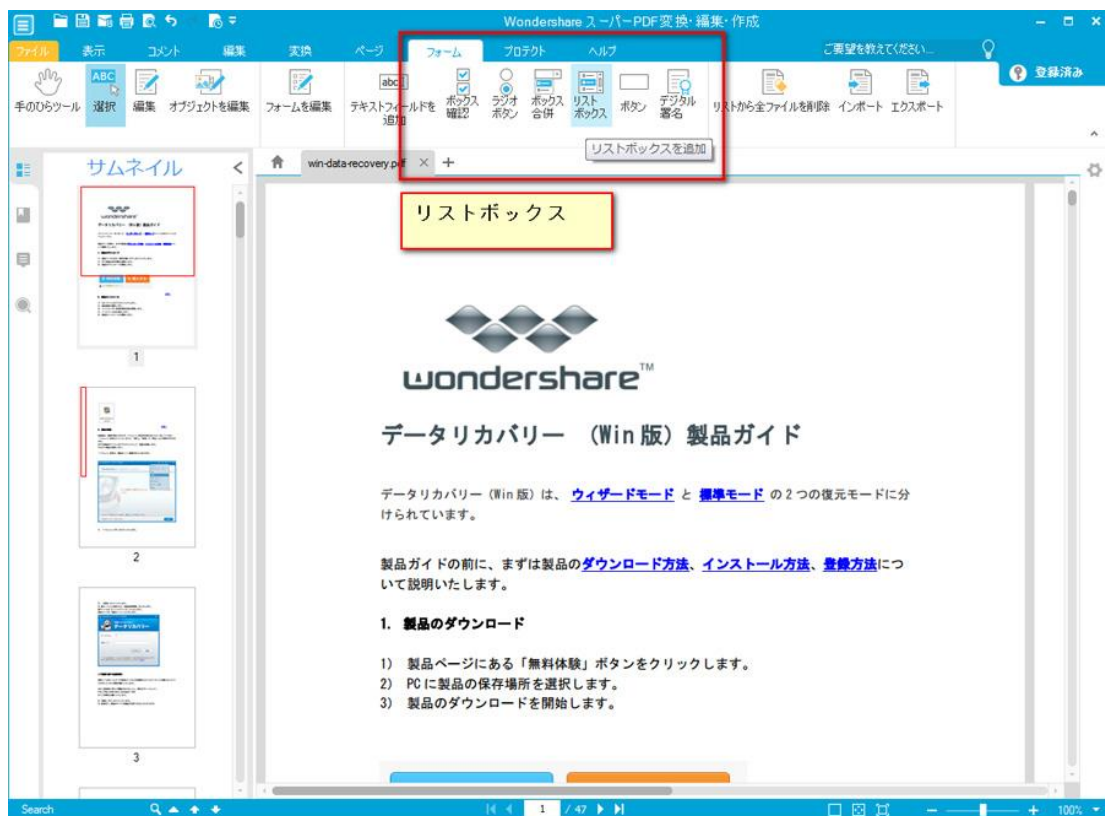 Wondershare スーパーPDF変換・編集・作成
ファイル 表示 コメント 編集 変換 ページ フォーム プロテクト ヘルプ ご要望を教えてください... 登録済み
ABC
abc
手のひらツール 選択 編集 オブジェクトを編集 フォームを編集 テキストフィールドを追加 ボックス確認 ラジオボタン ボックス合併 リストボックス ボタン デジタル署名 リストから全ファイルを削除 インポート エクスポート
リストボックスを追加
サムネイル
win-data-recovery.pdf
リストボックス
wondershare™
データリカバリー (Win版) 製品ガイド
データリカバリー (Win版) は、 ウィザードモード と 標準モード の2つの復元モードに分
けられています。
製品ガイドの前に、まずは製品のダウンロード方法、インストール方法、登録方法につ
いて説明いたします。
1. 製品のダウンロード
1) 製品ページにある「無料体験」ボタンをクリックします。
2) PCに製品の保存場所を選択します。
3) 製品のダウンロードを開始します。
1
2
3
Search 1 / 47 100%